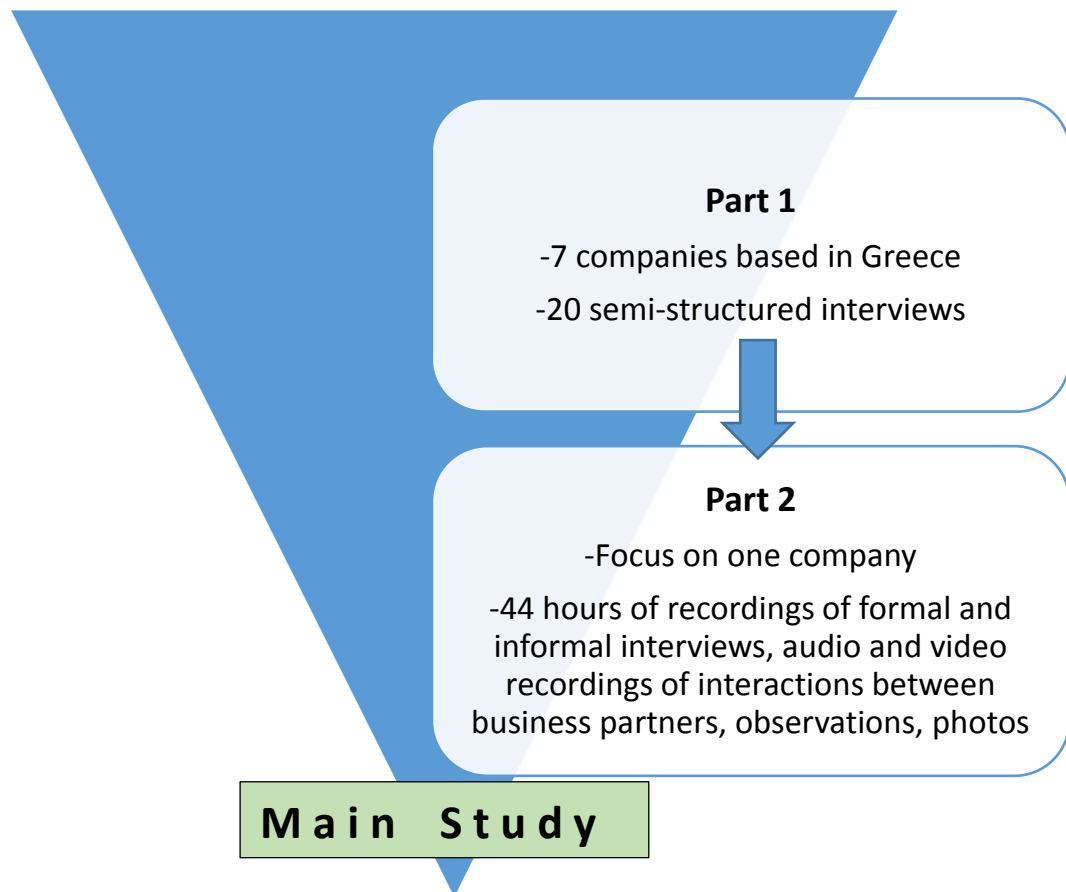 Part 1
-7 companies based in Greece
-20 semi-structured interviews
Part 2
-Focus on one company
-44 hours of recordings of formal and
informal interviews, audio and video
recordings of interactions between
business partners, observations, photos
Main Study